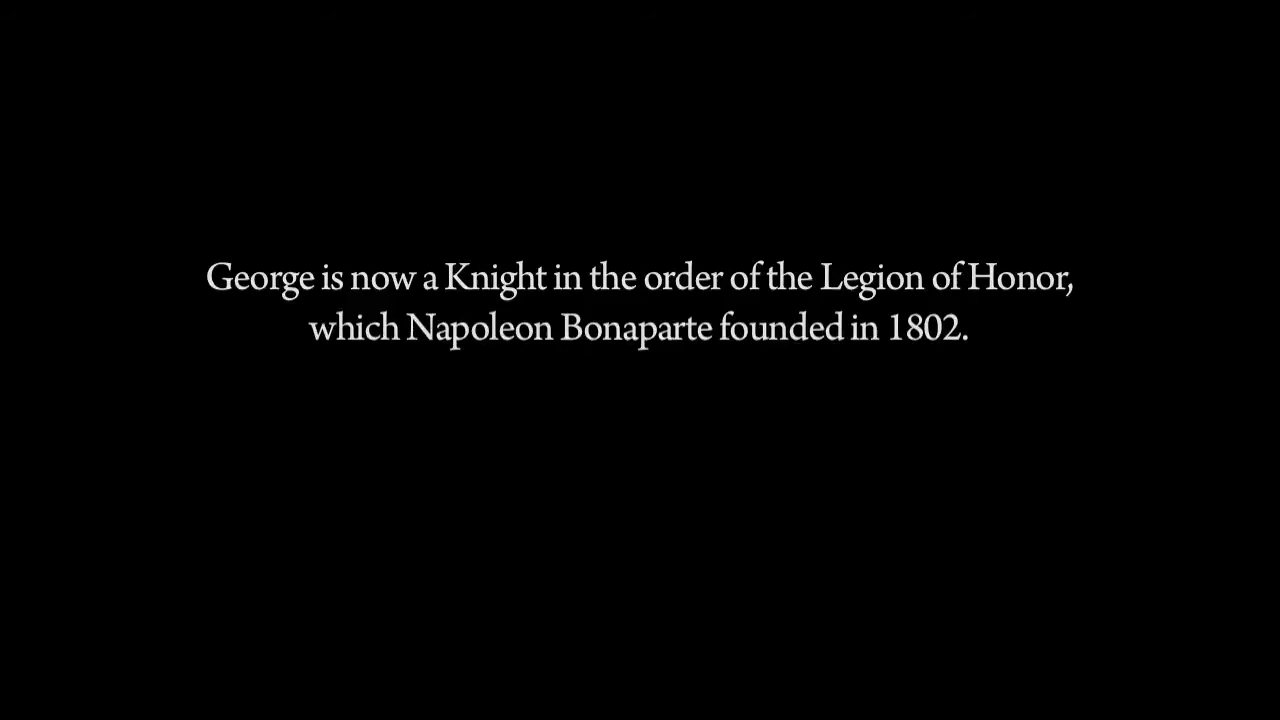 George is now a Knight in the order of the Legion of Honor,
which Napoleon Bonaparte founded in 1802.